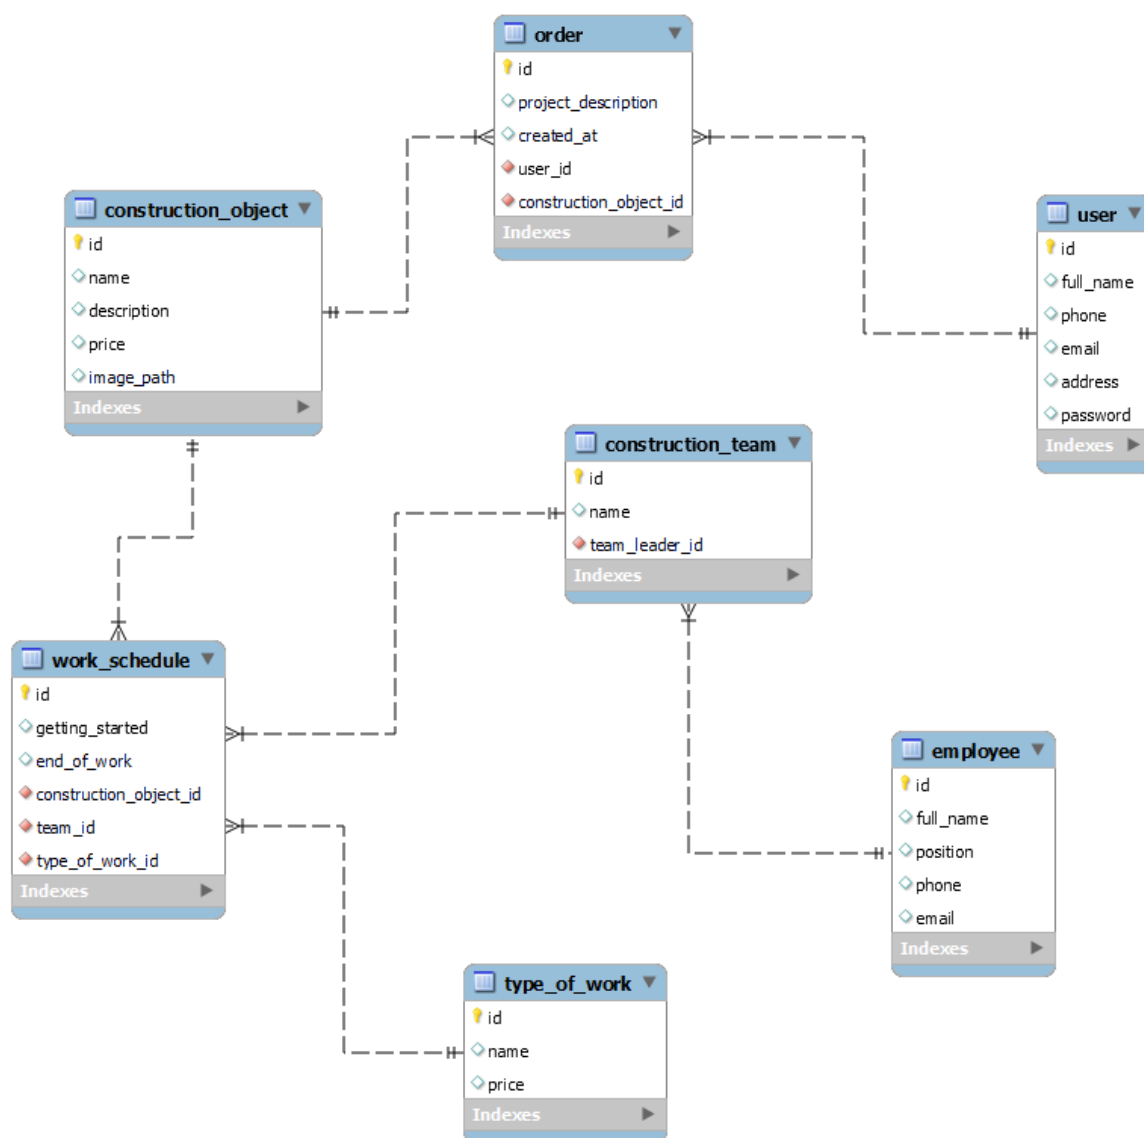 order
id
project_description
created_at
user_id
construction_object_id
Indexes
construction_object
id
name
description
price
image_path
Indexes
user
id
full_name
phone
email
address
password
Indexes
construction_team
id
name
team_leader_id
Indexes
work_schedule
id
getting_started
end_of_work
construction_object_id
team_id
type_of_work_id
Indexes
employee
id
full_name
position
phone
email
Indexes
type_of_work
id
name
price
Indexes